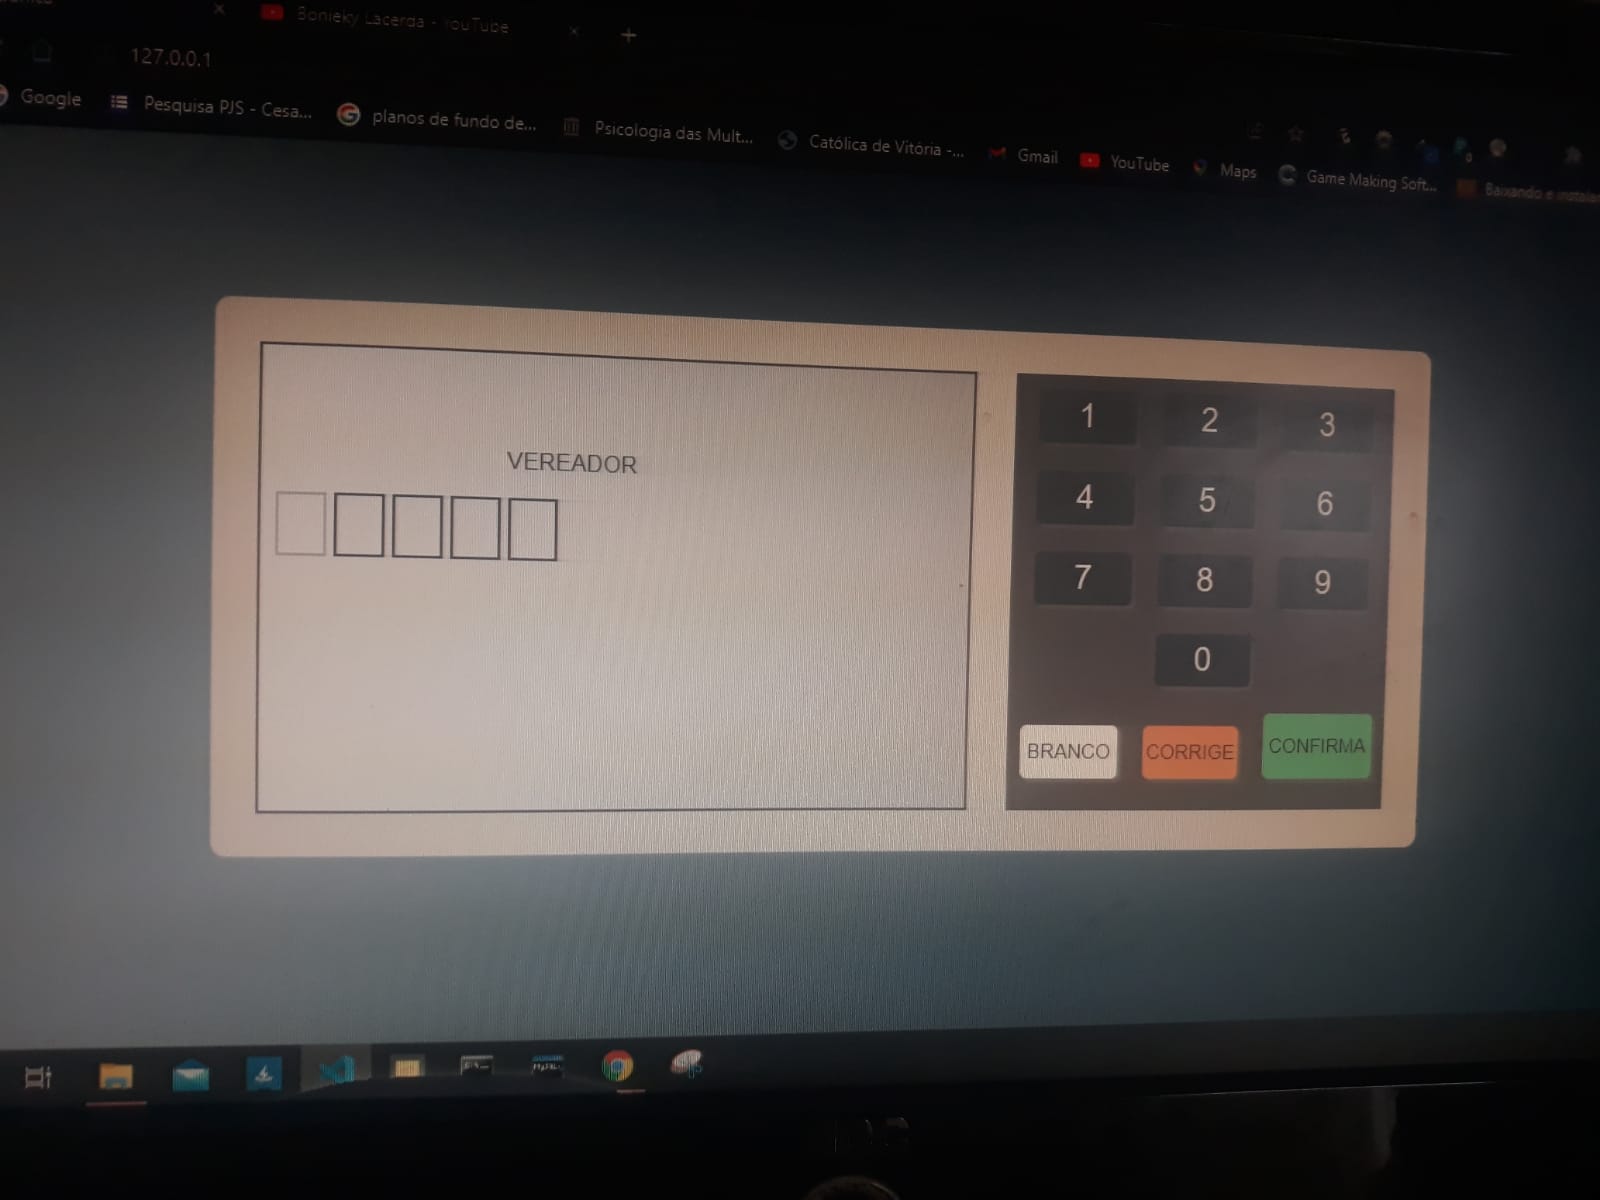 Bonieky Lacerda - YouTube
127.0.0.1
Google
Pesquisa PJS - Cesa...
planos de fundo de...
Psicologia das Mult...
Católica de Vitória -...
Gmail
YouTube
Maps
Game Making Soft...
Baixando e instala
VEREADOR
1 2 3
4 5 6
7 8 9
0
BRANCO CORRIGE CONFIRMA